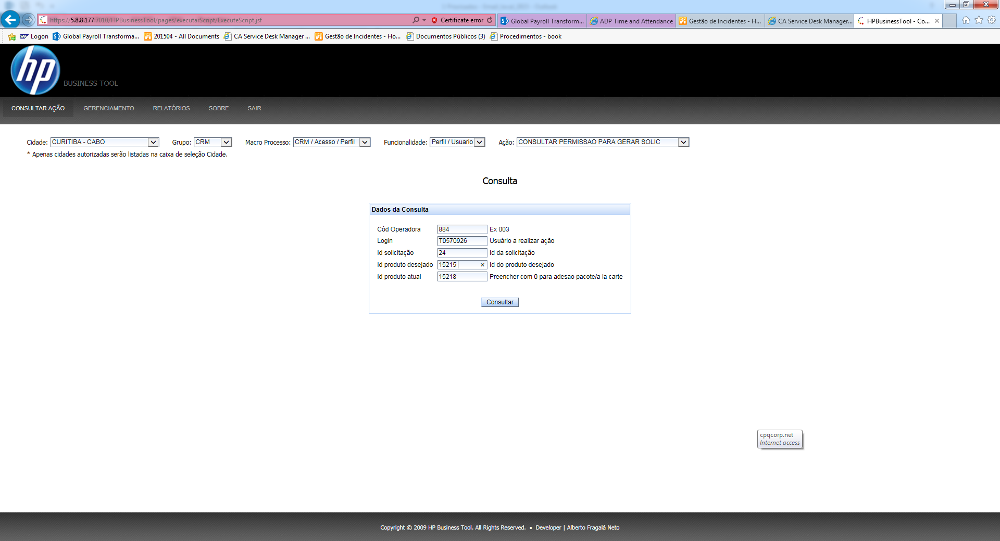 https://5.8.8.177:7010/HPBusinessTool/pages/executarScript/ExecuteScript.jsf
Certificate error
Global Payroll Transform...
ADP Time and Attendance
Gestão de Incidentes - H...
CA Service Desk Manager...
HPBusinessTool - Co...
Logon
Global Payroll Transforma...
201504 - All Documents
CA Service Desk Manager ...
Gestão de Incidentes - Ho...
Documentos Públicos (3)
Procedimentos - book
hp
BUSINESS TOOL
CONSULTAR AÇÃO
GERENCIAMENTO
RELATÓRIOS
SOBRE
SAIR
Cidade: CURITIBA - CABO
Grupo: CRM
Macro Processo: CRM / Acesso / Perfil
Funcionalidade: Perfil / Usuario
Ação: CONSULTAR PERMISSAO PARA GERAR SOLIC
* Apenas cidades autorizadas serão listadas na caixa de seleção Cidade.
Consulta
Dados da Consulta
Cód Operadora 884 Ex 003
Login T0570926 Usuário a realizar ação
Id solicitação 24 Id da solicitação
Id produto desejado 15215 Id do produto desejado
Id produto atual 15218 Preencher com 0 para adesao pacote/a la carte
Consultar
cpqcorp.net
Internet access
Copyright © 2009 HP Business Tool. All Rights Reserved. • Developer | Alberto Fragalá Neto